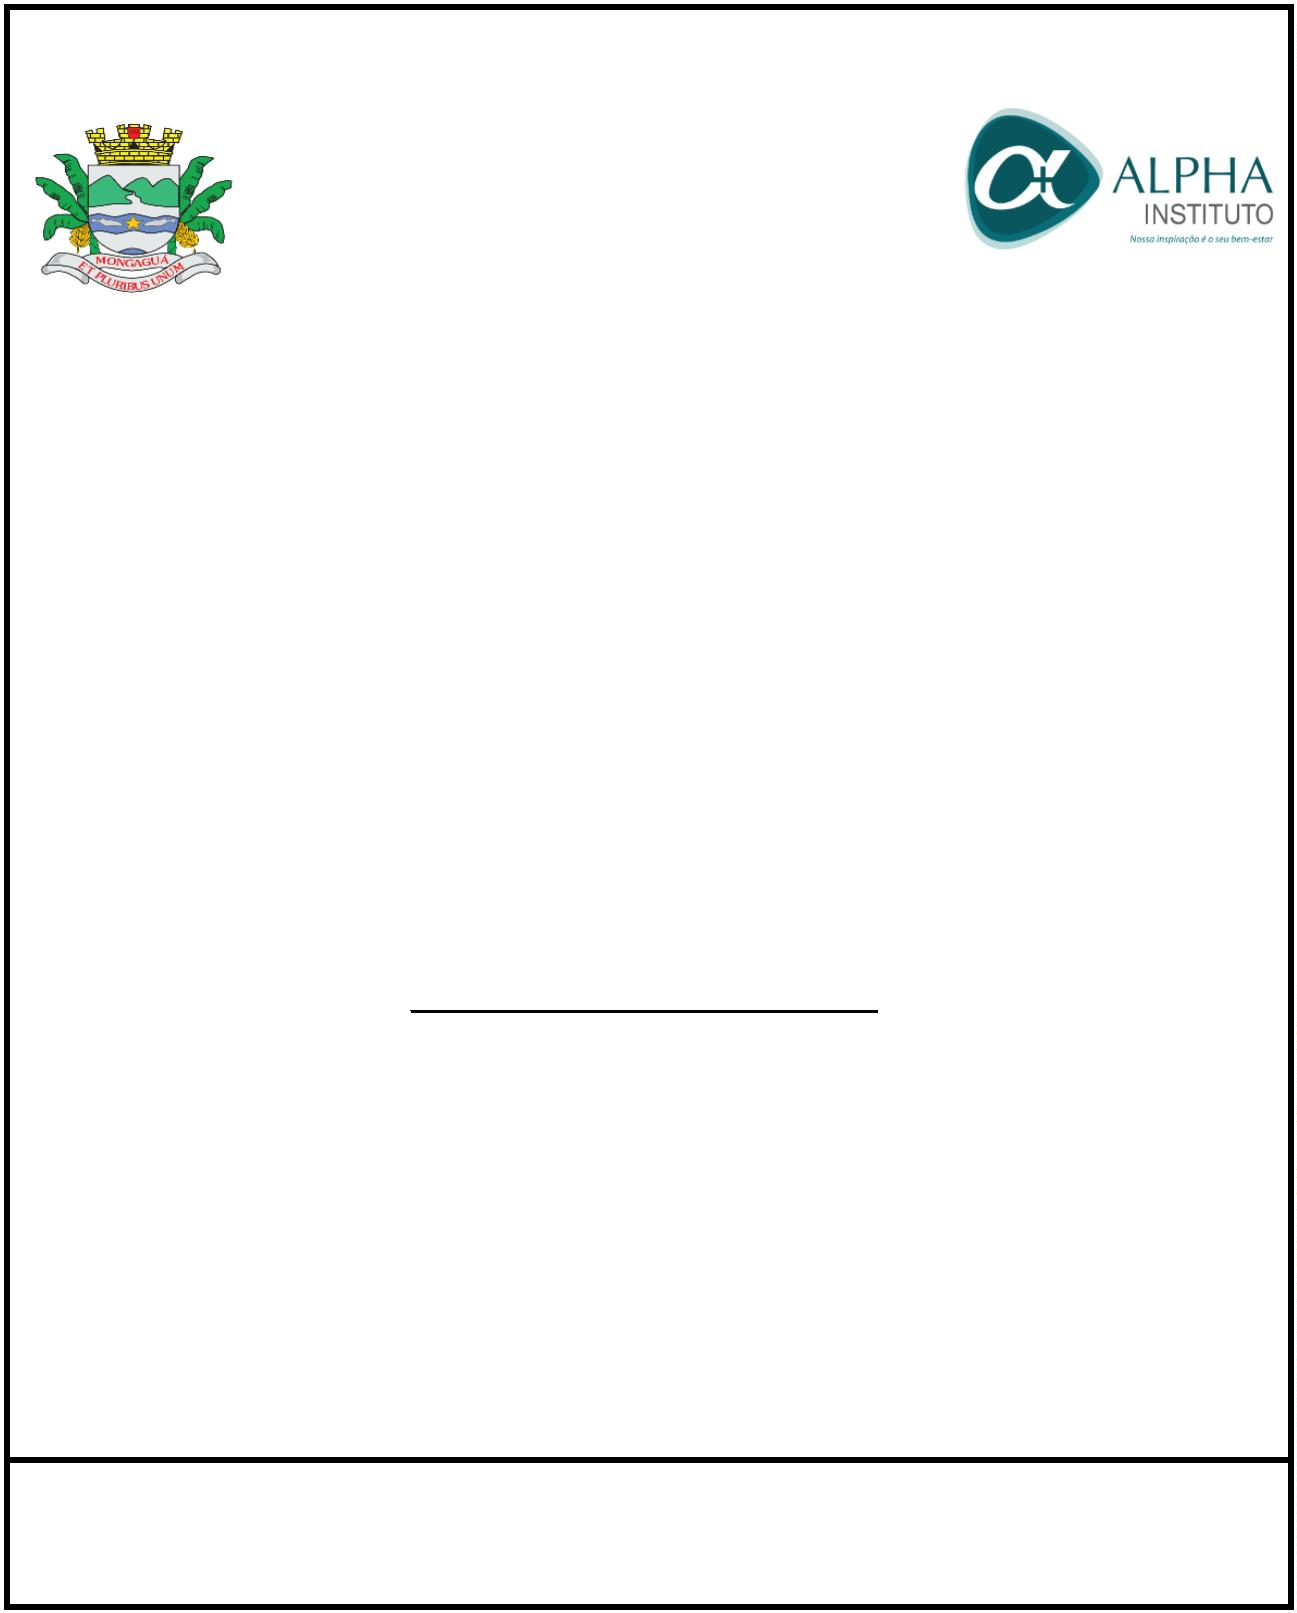 MONGAGUÁ
ET PLURIBUS UNUM
α+ ALPHA
INSTITUTO
Nossa inspiração é o seu bem-estar